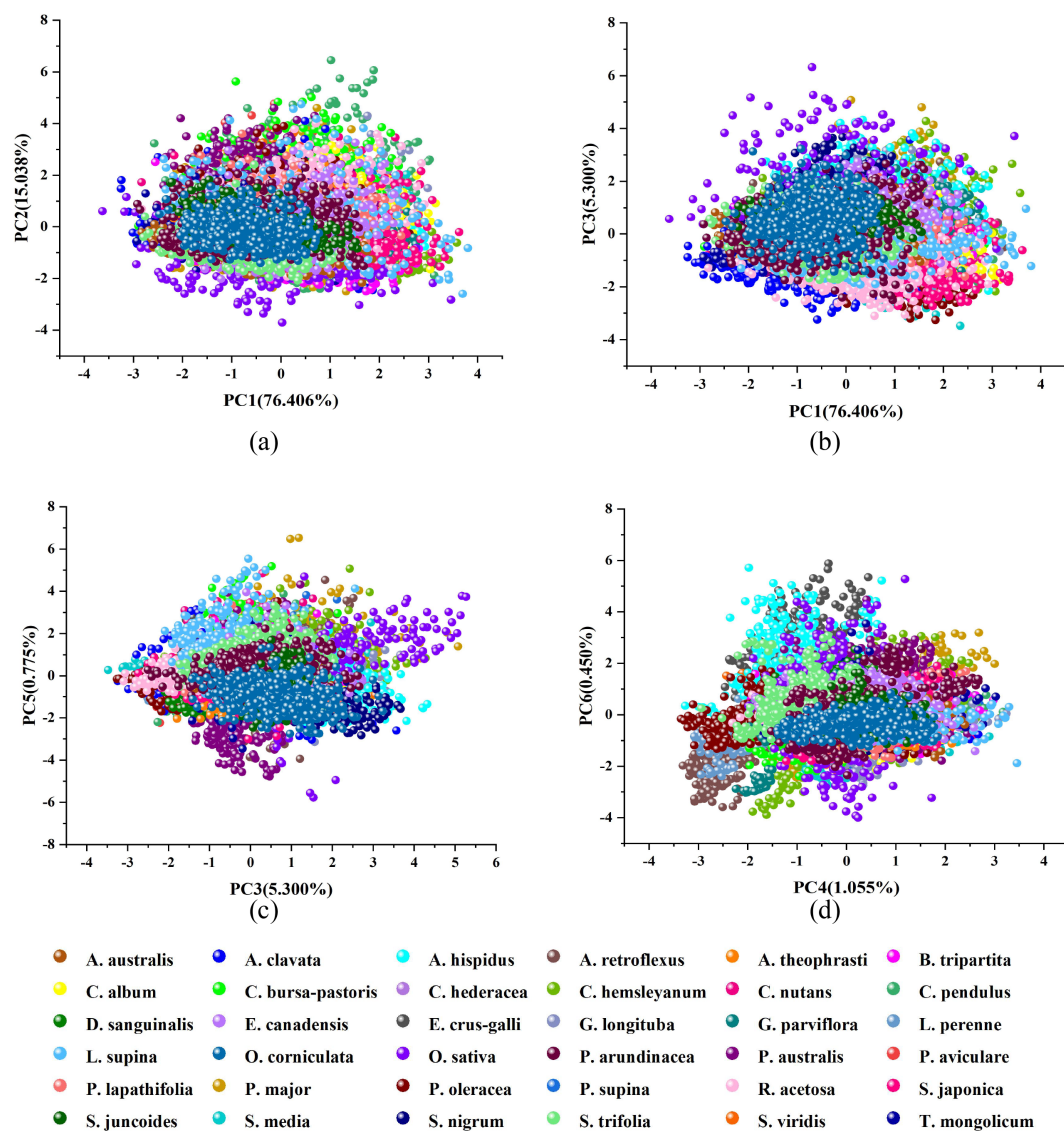 8
6
4
2
0
-2
-4
PC2(15.038%)
-4 -3 -2 -1 0 1 2 3 4
PC1(76.406%)
(a)
8
6
4
2
0
-2
-4
PC3(5.300%)
-4 -3 -2 -1 0 1 2 3 4
PC1(76.406%)
(b)
8
6
4
2
0
-2
-4
-6
-8
PC5(0.775%)
-4 -3 -2 -1 0 1 2 3 4 5 6
PC3(5.300%)
(c)
8
6
4
2
0
-2
-4
PC6(0.450%)
-4 -3 -2 -1 0 1 2 3 4
PC4(1.055%)
(d)
A. australis A. clavata A. hispidus A. retroflexus A. theophrasti B. tripartita
C. album C. bursa-pastoris C. hederacea C. hemsleyanum C. nutans C. pendulus
D. sanguinalis E. canadensis E. crus-galli G. longituba G. parviflora L. perenne
L. supina O. corniculata O. sativa P. arundinacea P. australis P. aviculare
P. lapathifolia P. major P. oleracea P. supina R. acetosa S. japonica
S. juncoides S. media S. nigrum S. trifolia S. viridis T. mongolicum